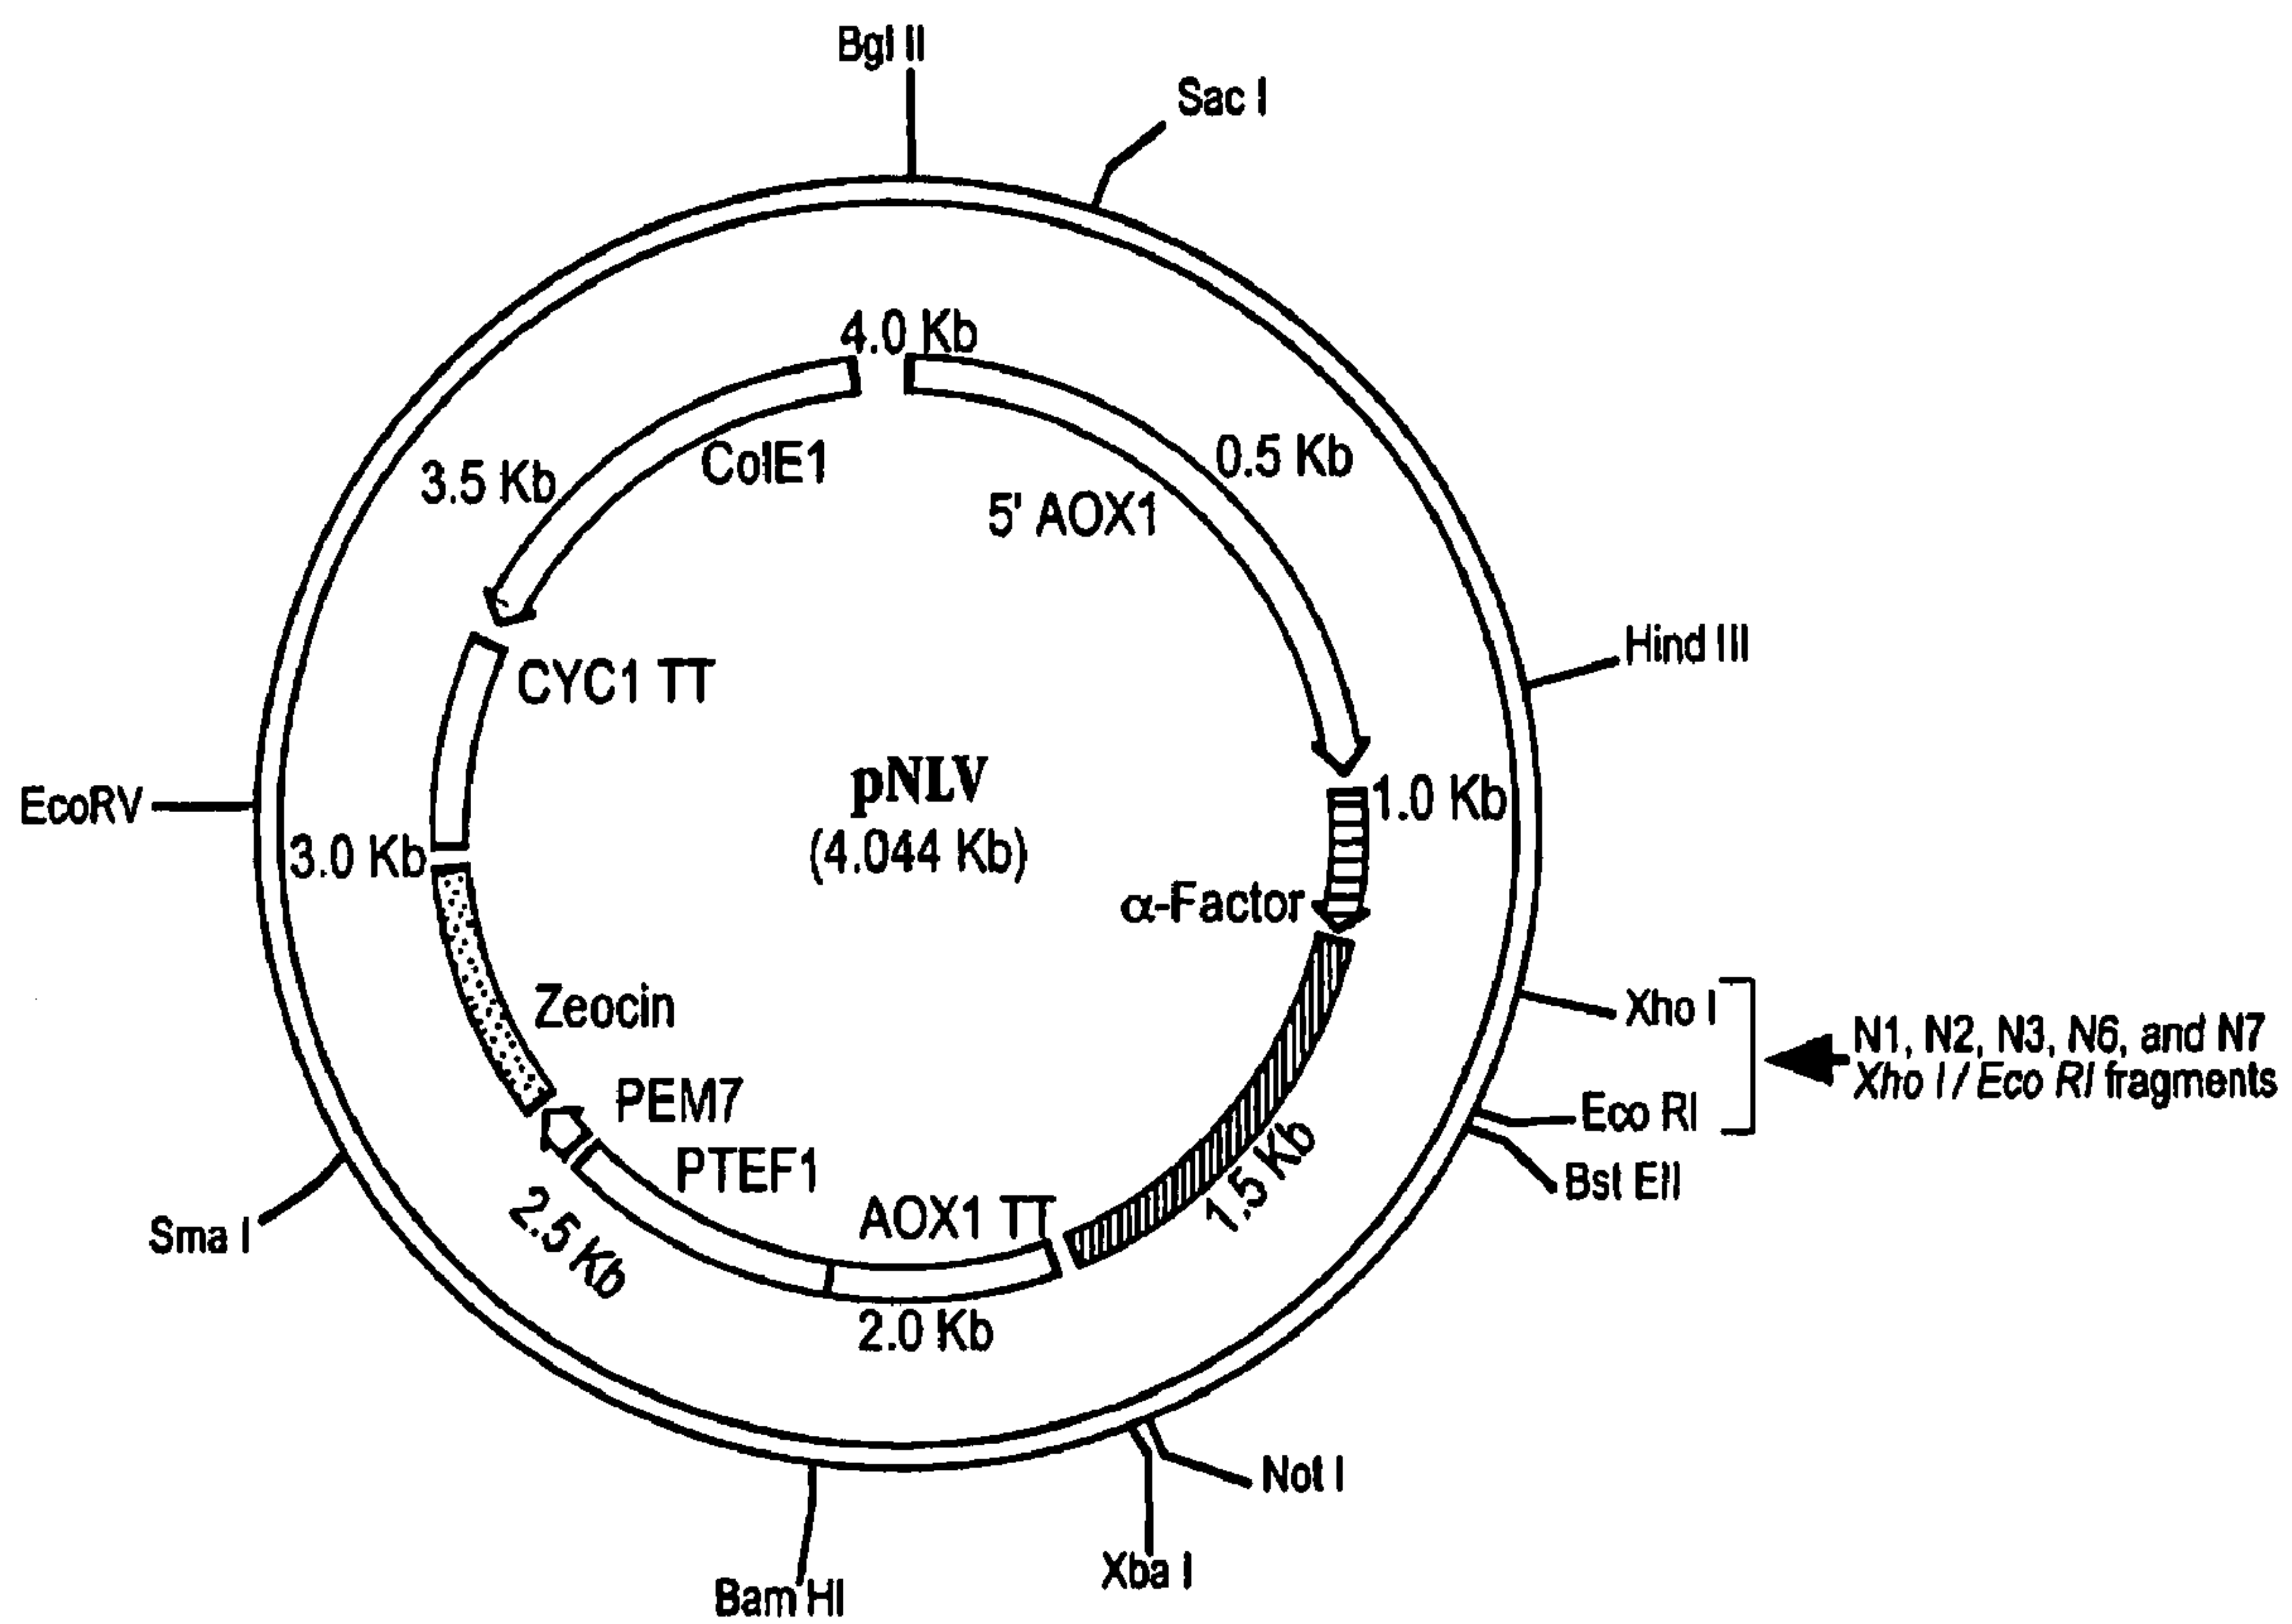 Bgl II
Sac I
4.0 Kb
0.5 Kb
ColE1
3.5 Kb
5' AOX1
Hind III
CYC1 TT
pNLV
(4.044 Kb)
1.0 Kb
EcoRV
3.0 Kb
α-Factor
Xho I
N1, N2, N3, N6, and N7
Xho I / Eco RI fragments
Zeocin
PEM7
Eco RI
PTEF1
1.5 Kb
Bst EII
AOX1 TT
Sma I
2.5 Kb
2.0 Kb
Not I
Xba I
Bam HI